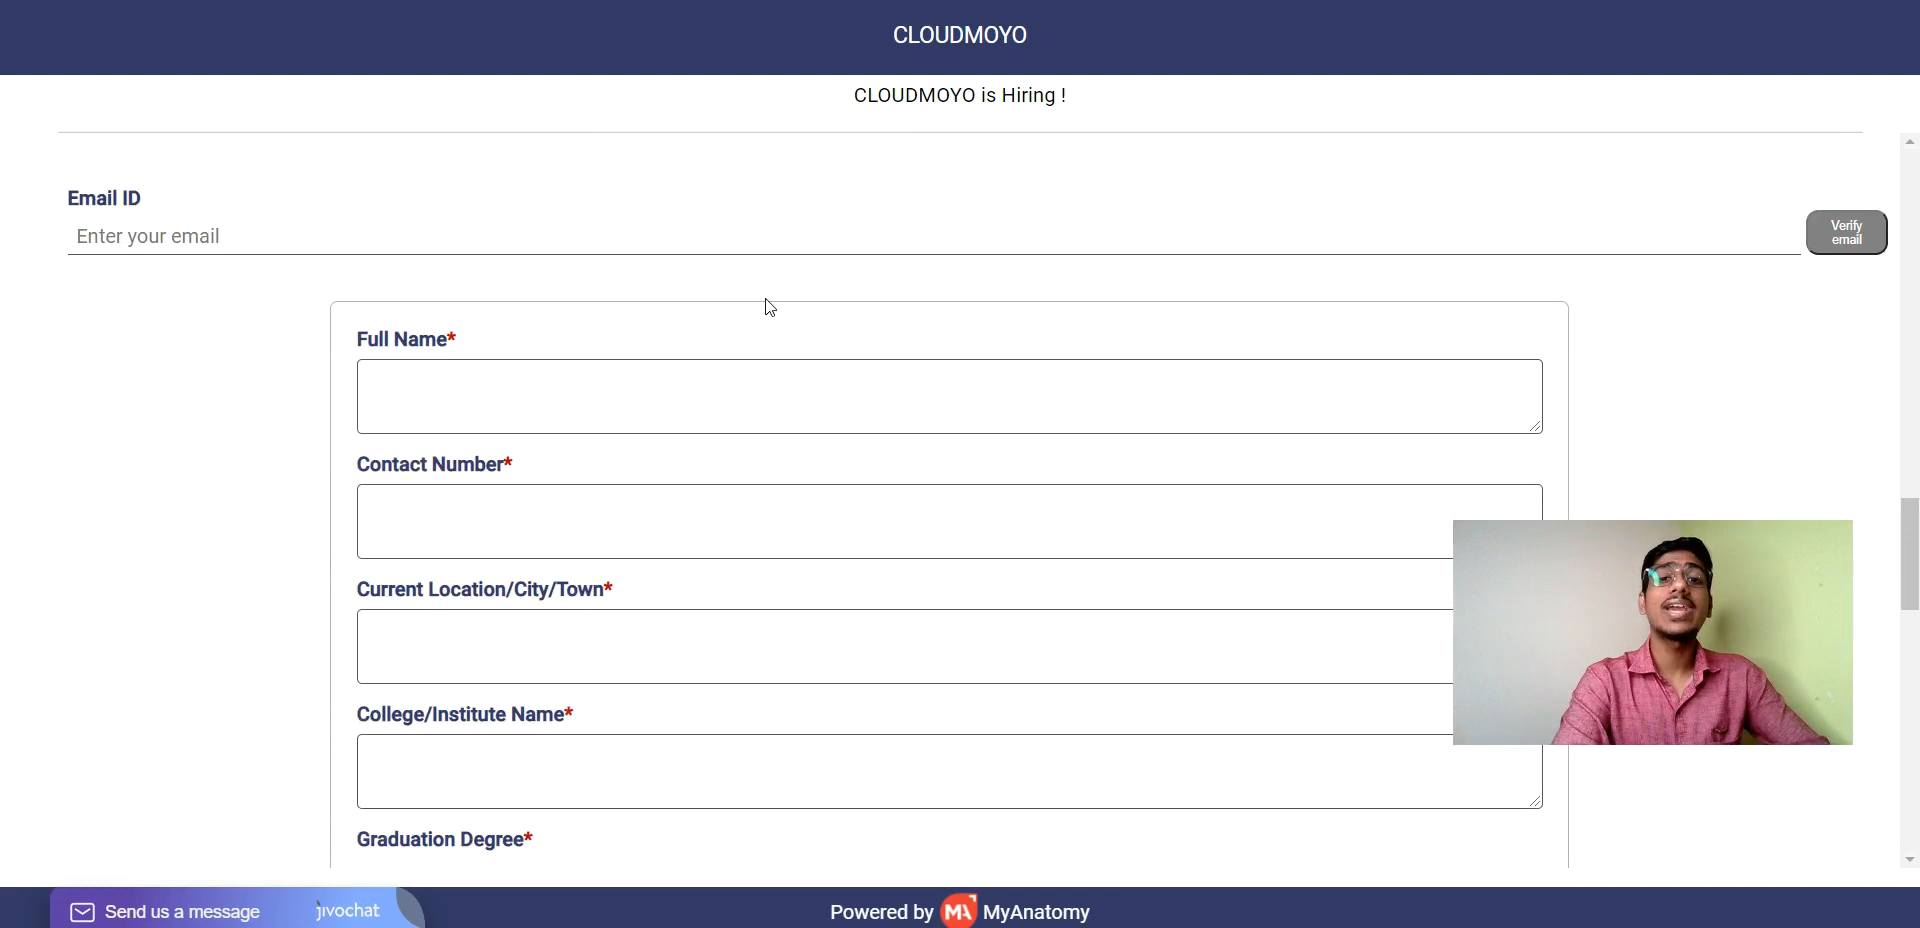 CLOUDMOYO
CLOUDMOYO is Hiring !
Email ID
Enter your email
Verify
email
Full Name*
Contact Number*
Current Location/City/Town*
College/Institute Name*
Graduation Degree*
Send us a message
jivochat
Powered by MA MyAnatomy